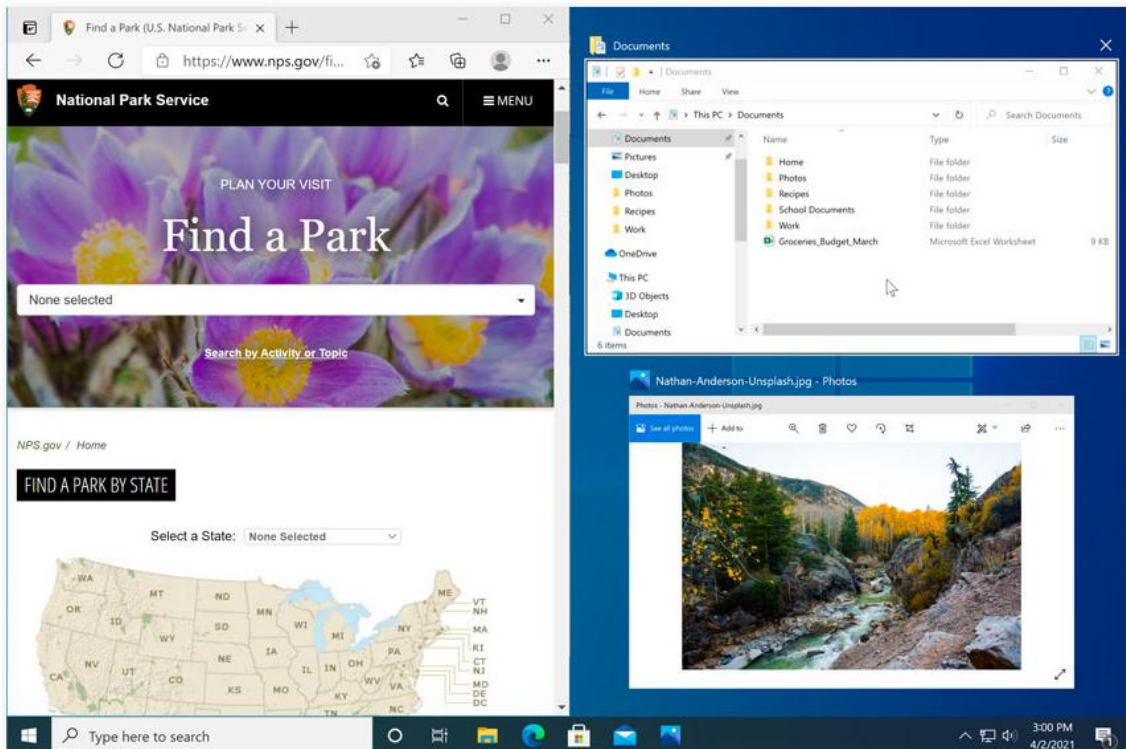 Find a Park (U.S. National Park Se
https://www.nps.gov/fi...
National Park Service
MENU
PLAN YOUR VISIT
Find a Park
None selected
Search by Activity or Topic
NPS.gov / Home
FIND A PARK BY STATE
Select a State: None Selected
WA
MT
ND
MN
ME
VT
NH
OR
ID
SD
WI
MI
NY
MA
WY
RI
IA
PA
CT
NE
NJ
NV
UT
CO
IL
IN
OH
MD
CA
KS
MO
WV
VA
DE
KY
DC
TN
NC
Documents
Documents
File Home Share View
This PC > Documents
Search Documents
Documents
Pictures
Desktop
Photos
Recipes
Work
OneDrive
This PC
3D Objects
Desktop
Documents
Name Type Size
Home File folder
Photos File folder
Recipes File folder
School Documents File folder
Work File folder
Groceries_Budget_March Microsoft Excel Worksheet 9 KB
6 items
Nathan-Anderson-Unsplash.jpg - Photos
Photos - Nathan-Anderson-Unsplash.jpg
See all photos + Add to
Type here to search
3:00 PM
4/2/2021
1